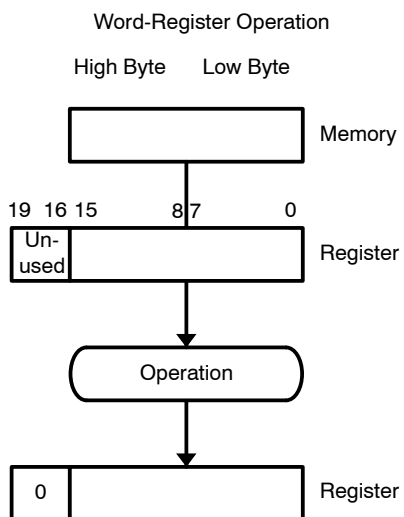 Word-Register Operation
High Byte Low Byte
Memory
19 16 15 8 7 0
Un-
used
Register
Operation
0
Register